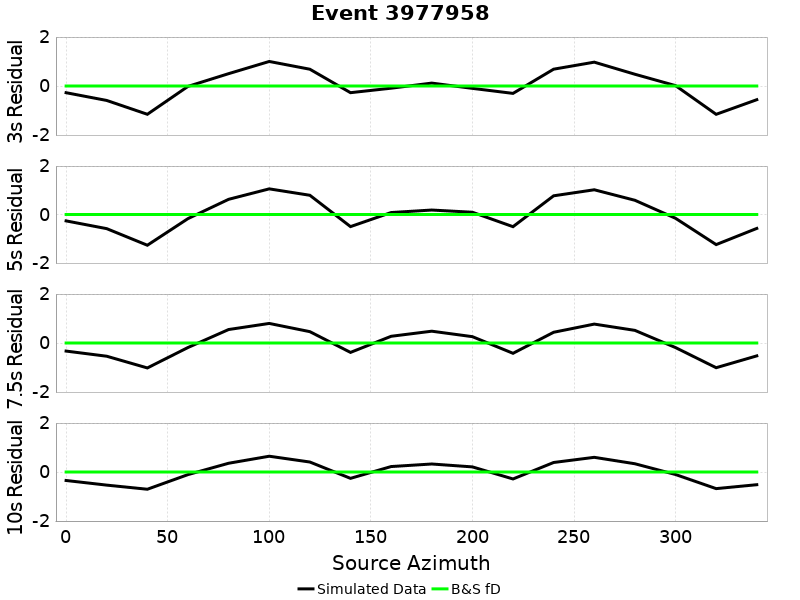 Event 3977958
3s Residual
2
0
-2
5s Residual
2
0
-2
7.5s Residual
2
0
-2
10s Residual
2
0
-2
0 50 100 150 200 250 300
Source Azimuth
Simulated Data B&S fD